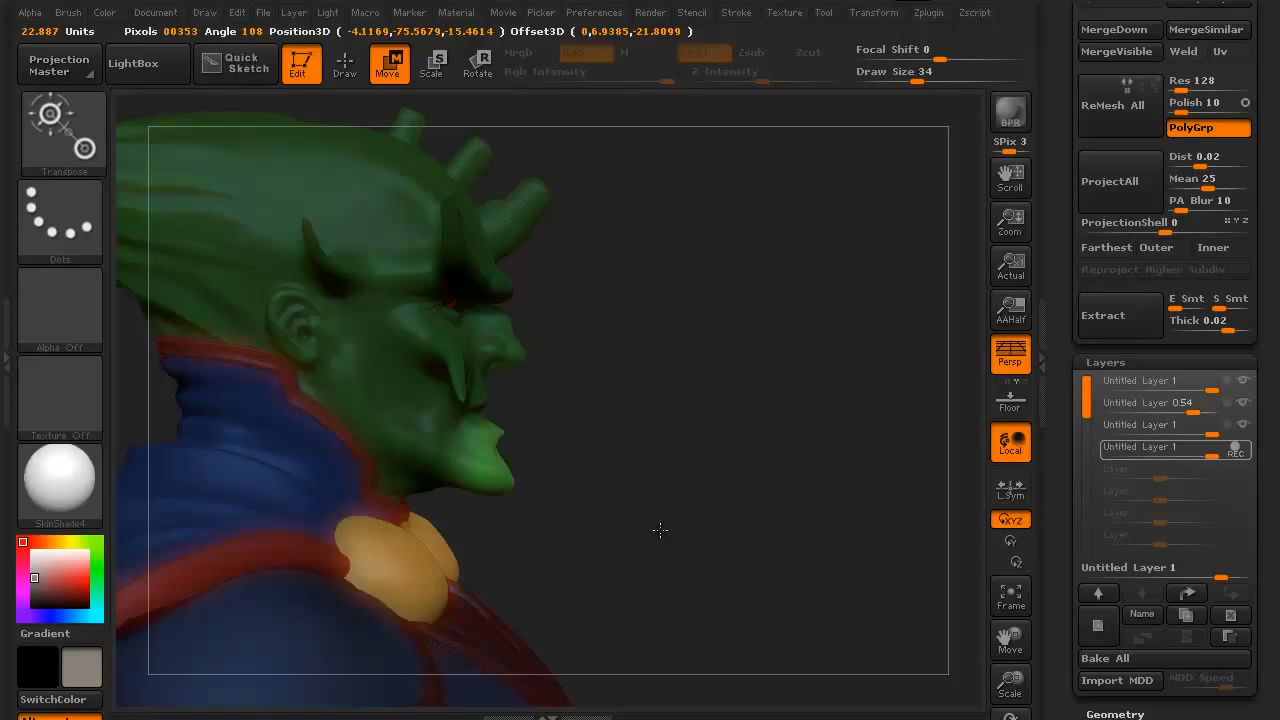 Alpha Brush Color Document Draw Edit File Layer Light Macro Marker Material Movie Picker Preferences Render Stencil Stroke Texture Tool Transform Zplugin Zscript
22.887 Units Pixols 00353 Angle 108 Position3D ( -4.1169,-75.5679,-15.4614 ) Offset3D ( 0,6.9385,-21.8099 )
Projection Master
LightBox
Quick Sketch
Edit
Draw
Move
Scale
Rotate
Mrgb
M
Zsub
Zcut
Rgb Intensity
Z Intensity
Focal Shift 0
Draw Size 34
Transpose
Dots
Alpha Off
Texture Off
SkinShade4
Gradient
SwitchColor
BPR
SPix 3
Scroll
Zoom
Actual
AAHalf
Persp
Floor
Local
L.Sym
XYZ
Frame
Move
Scale
MergeDown MergeSimilar
MergeVisible Weld Uv
ReMesh All
Res 128
Polish 10
PolyGrp
ProjectAll
Dist 0.02
Mean 25
PA Blur 10
ProjectionShell 0
Farthest Outer Inner
Reproject Higher Subdiv
Extract
E Smt S Smt
Thick 0.02
Layers
Untitled Layer 1
Untitled Layer 0.54
Untitled Layer 1
Untitled Layer 1
REC
Layer
Layer
Layer
Layer
Untitled Layer 1
Name
Bake All
Import MDD MDD Speed
Geometry